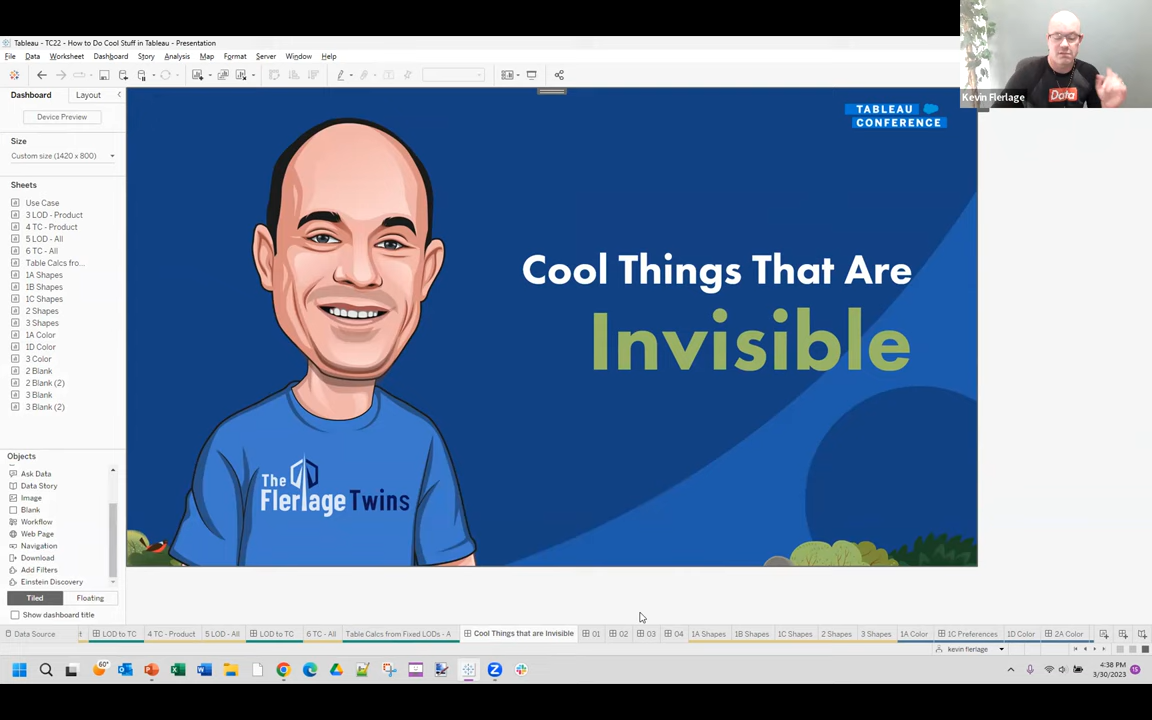 Tableau - TC22 - How to Do Cool Stuff in Tableau - Presentation
File Data Worksheet Dashboard Story Analysis Map Format Server Window Help
Dashboard Layout
Device Preview
Size
Custom size (1420 x 800)
Sheets
Use Case
3 LOD - Product
4 TC - Product
5 LOD - All
6 TC - All
Table Calcs fro...
1A Shapes
1B Shapes
1C Shapes
2 Shapes
3 Shapes
1A Color
1D Color
3 Color
2 Blank
2 Blank (2)
3 Blank
3 Blank (2)
Objects
Ask Data
Data Story
Image
Blank
Workflow
Web Page
Navigation
Download
Add Filters
Einstein Discovery
Tiled Floating
Show dashboard title
TABLEAU
CONFERENCE
Cool Things That Are
Invisible
The
Flerlage Twins
Data
Kevin Flerlage
Data Source LOD to TC 4 TC - Product 5 LOD - All LOD to TC 6 TC - All Table Calcs from Fixed LODs - A Cool Things that are Invisible 01 02 03 04 1A Shapes 1B Shapes 1C Shapes 2 Shapes 3 Shapes 1A Color 1C Preferences 1D Color 2A Color
kevin flerlage
60°
4:38 PM
3/30/2023
15